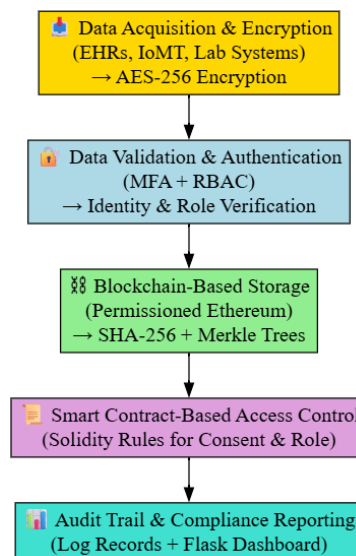 📥 Data Acquisition & Encryption
(EHRs, IoMT, Lab Systems)
→ AES-256 Encryption
🔐 Data Validation & Authentication
(MFA + RBAC)
→ Identity & Role Verification
⛓ Blockchain-Based Storage
(Permissioned Ethereum)
→ SHA-256 + Merkle Trees
📜 Smart Contract-Based Access Control
(Solidity Rules for Consent & Role)
📊 Audit Trail & Compliance Reporting
(Log Records + Flask Dashboard)